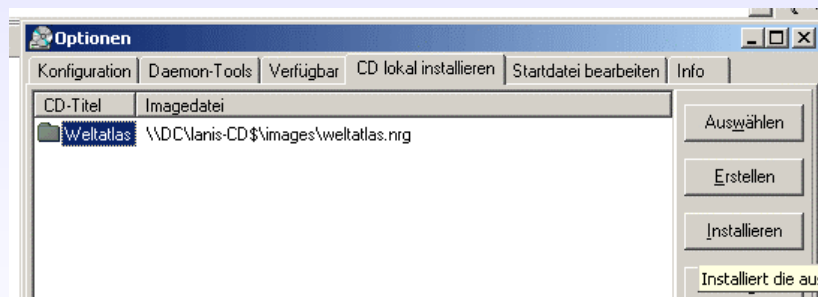 Optionen
Konfiguration Daemon-Tools Verfügbar CD lokal installieren Startdatei bearbeiten Info
CD-Titel Imagedatei
Weltatlas \\DC\lanis-CD$\images\weltatlas.nrg
Auswählen
Erstellen
Installieren
Installiert die au